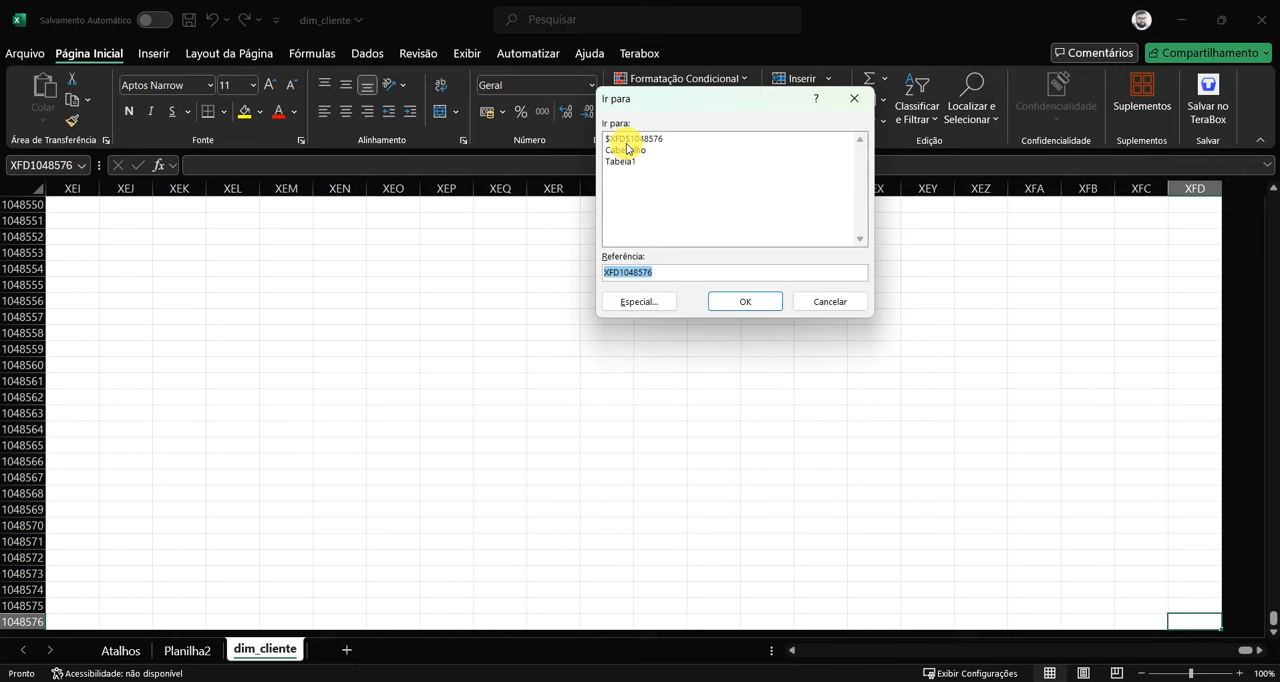 Salvamento Automático
dim_cliente
Pesquisar
Arquivo Página Inicial Inserir Layout da Página Fórmulas Dados Revisão Exibir Automatizar Ajuda Terabox
Comentários Compartilhamento
Colar
Área de Transferência
Aptos Narrow 11
N I S
Fonte
Alinhamento
Geral
% 000
Número
Formatação Condicional
Inserir
Classificar e Filtrar
Localizar e Selecionar
Edição
Confidencialidade
Confidencialidade
Suplementos
Suplementos
Salvar no TeraBox
Salvar
XFD1048576
fx
Ir para
?
Ir para:
$XFD$1048576
Tabela1
Referência:
XFD1048576
Especial...
OK
Cancelar
XEI XEJ XEK XEL XEM XEN XEO XEP XEQ XER XEY XEZ XFA XFB XFC XFD
1048550
1048551
1048552
1048553
1048554
1048555
1048556
1048557
1048558
1048559
1048560
1048561
1048562
1048563
1048564
1048565
1048566
1048567
1048568
1048569
1048570
1048571
1048572
1048573
1048574
1048575
1048576
Atalhos Planilha2 dim_cliente
Pronto
Acessibilidade: não disponível
Exibir Configurações
100%